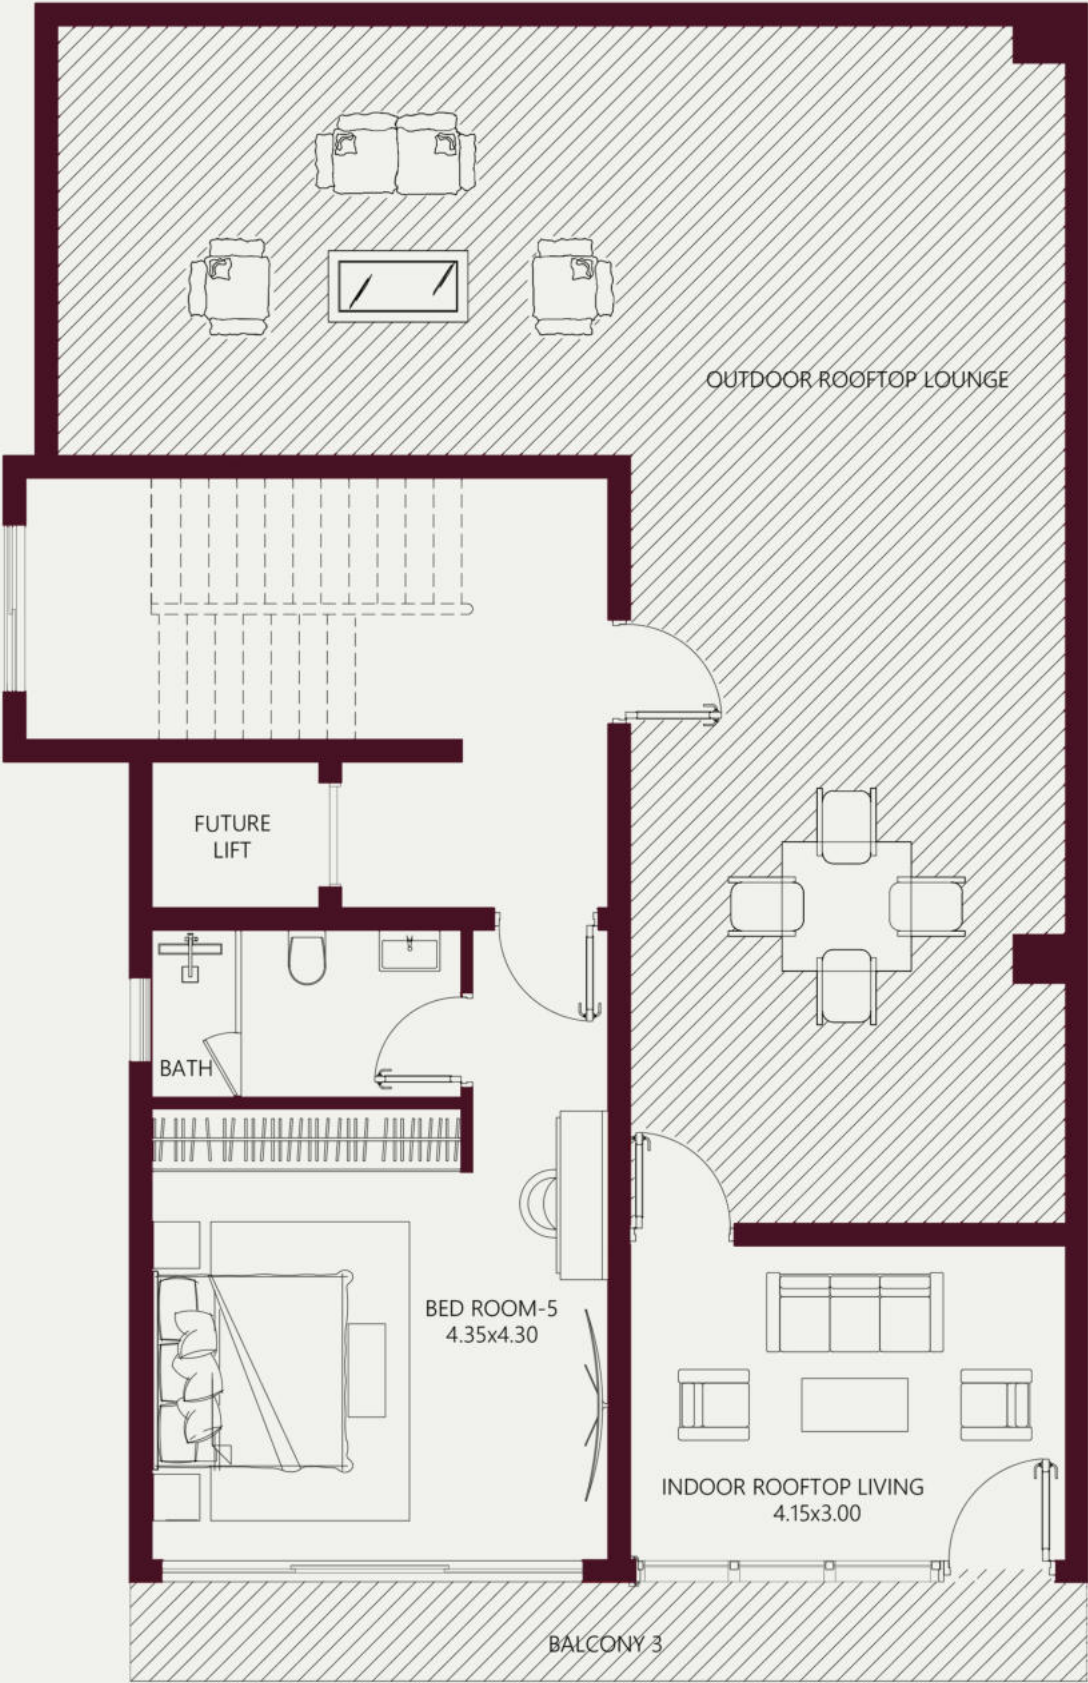 OUTDOOR ROOFTOP LOUNGE
FUTURE
LIFT
BATH
BED ROOM-5
4.35x4.30
INDOOR ROOFTOP LIVING
4.15x3.00
BALCONY 3